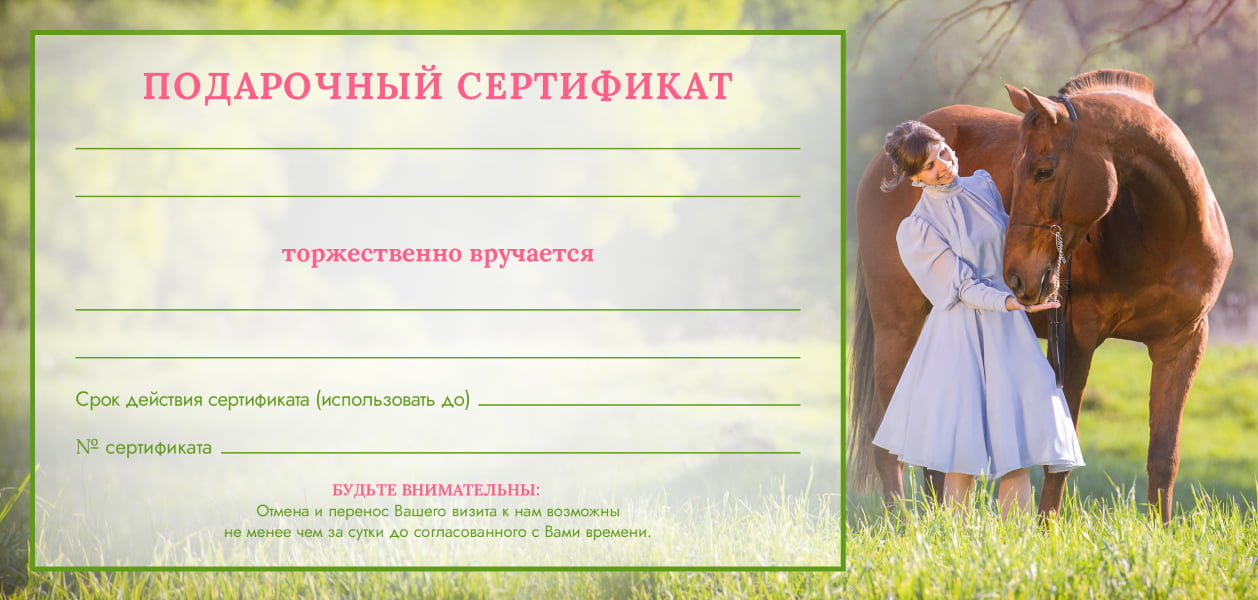 ПОДАРОЧНЫЙ СЕРТИФИКАТ
торжественно вручается
Срок действия сертификата (использовать до)
№ сертификата
БУДЬТЕ ВНИМАТЕЛЬНЫ:
Отмена и перенос Вашего визита к нам возможны
не менее чем за сутки до согласованного с Вами времени.